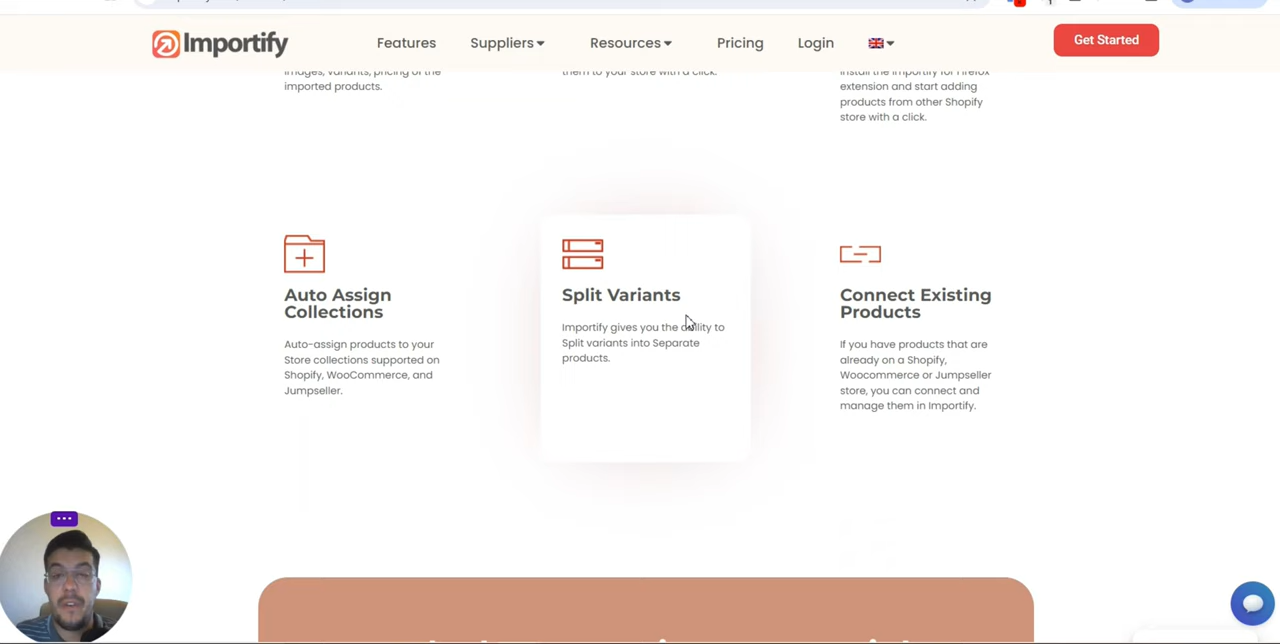 Importify
Features
Suppliers
Resources
Pricing
Login
Get Started
images, variants, pricing of the
imported products.
them to your store with a click.
install the Importify for Firefox
extension and start adding
products from other Shopify
store with a click.
Auto Assign
Collections
Auto-assign products to your
Store collections supported on
Shopify, WooCommerce, and
Jumpseller.
Split Variants
Importify gives you the ability to
Split variants into Separate
products.
Connect Existing
Products
If you have products that are
already on a Shopify,
Woocommerce or Jumpseller
store, you can connect and
manage them in Importify.